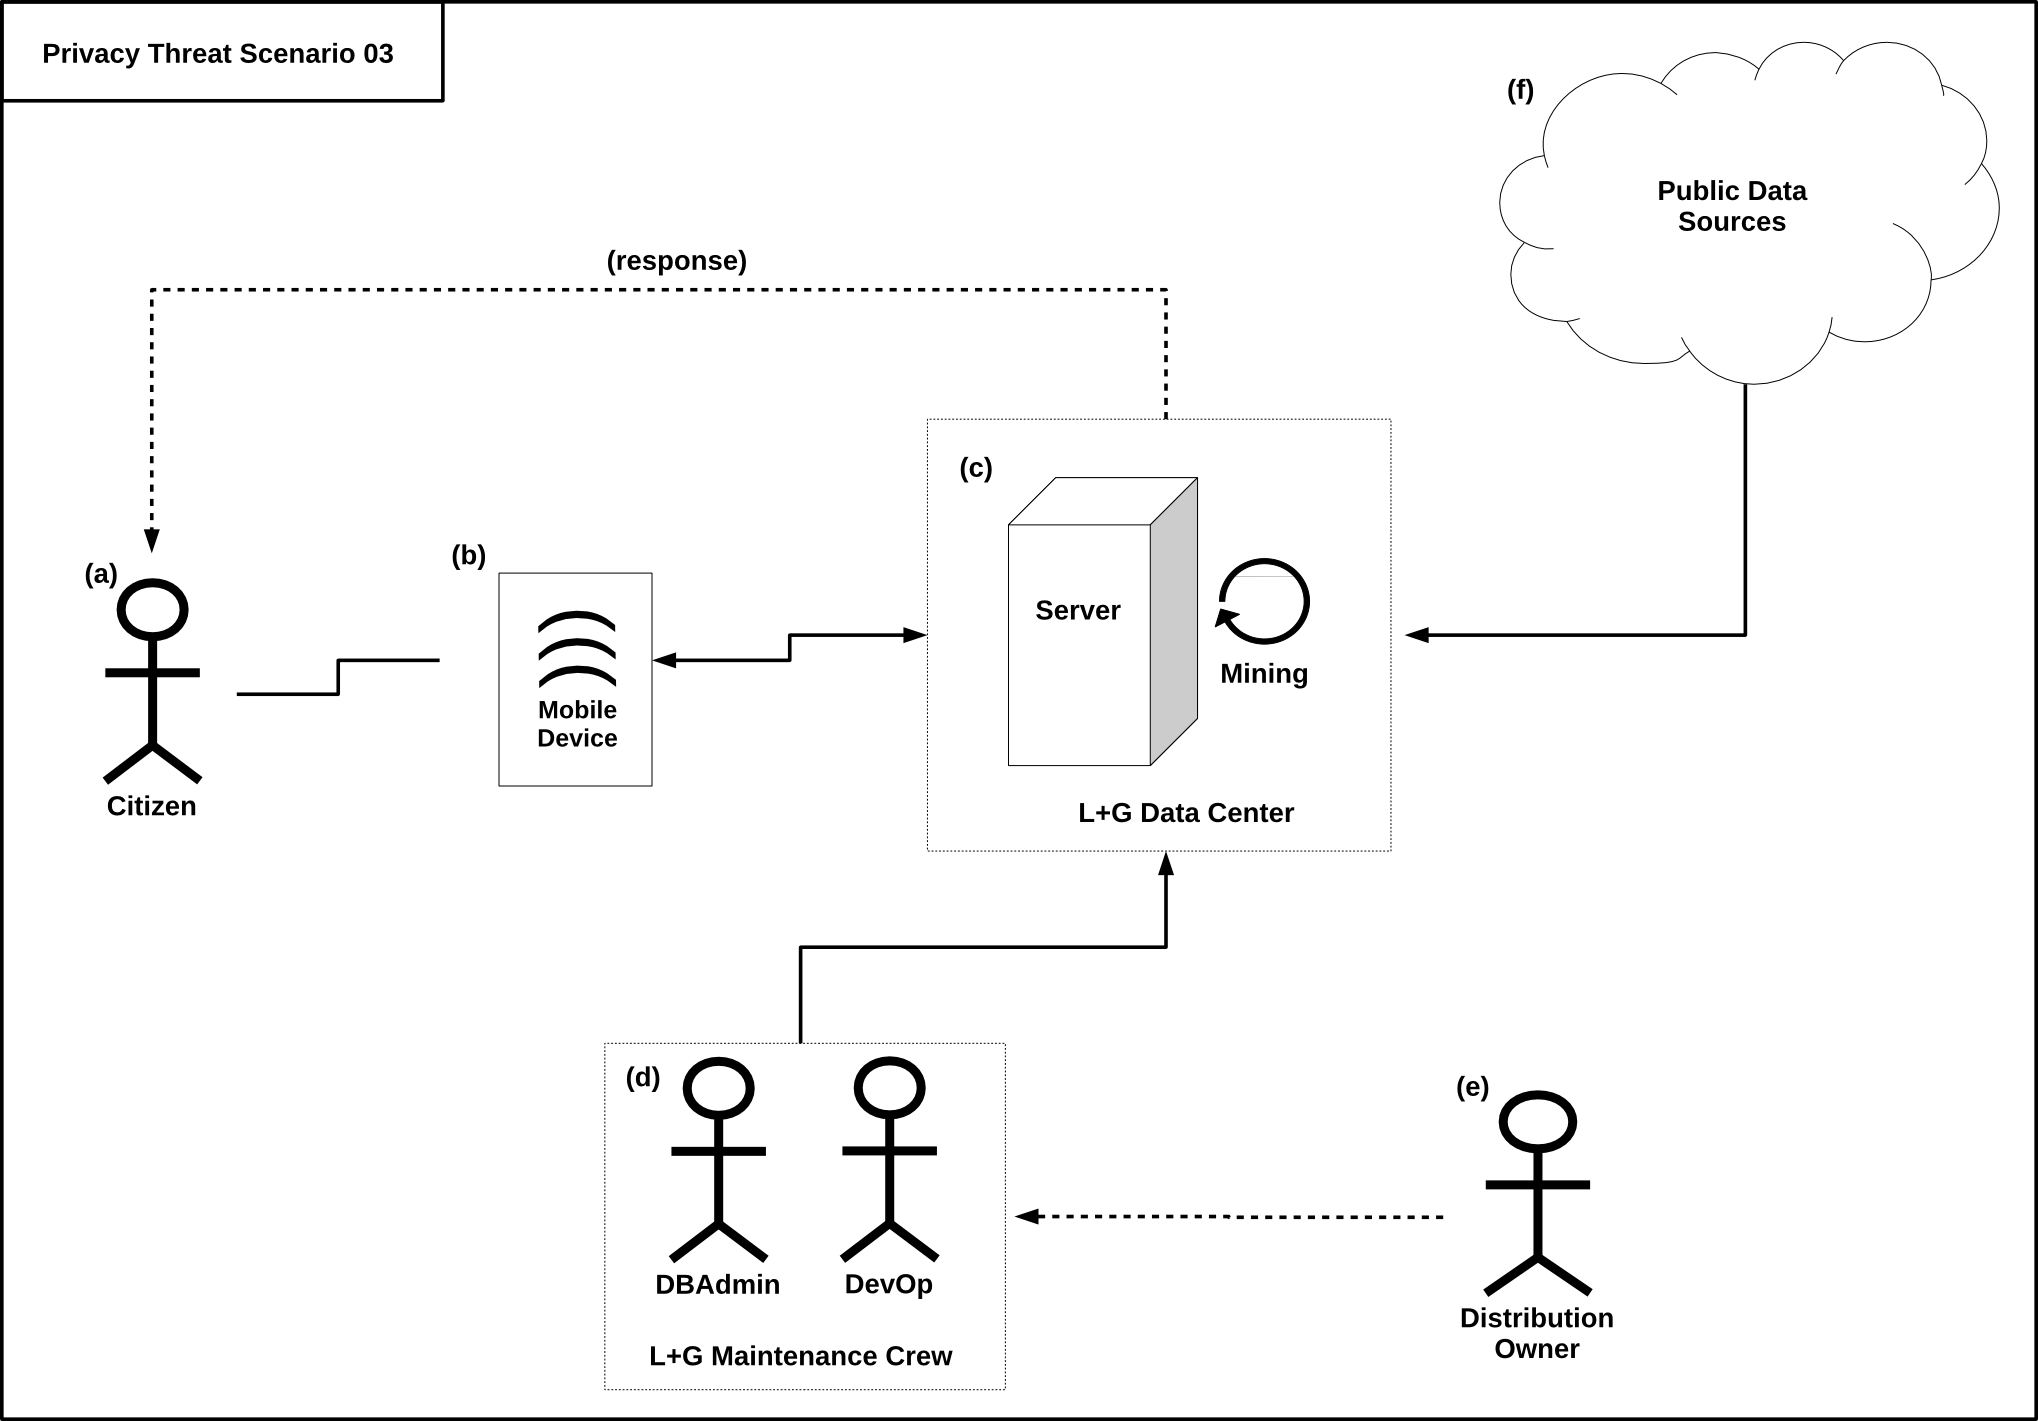 Privacy Threat Scenario 03
(f)
Public Data
Sources
(response)
(c)
Server
Mining
L+G Data Center
(a)
Citizen
(b)
Mobile
Device
(d)
DBAdmin
DevOp
L+G Maintenance Crew
(e)
Distribution
Owner